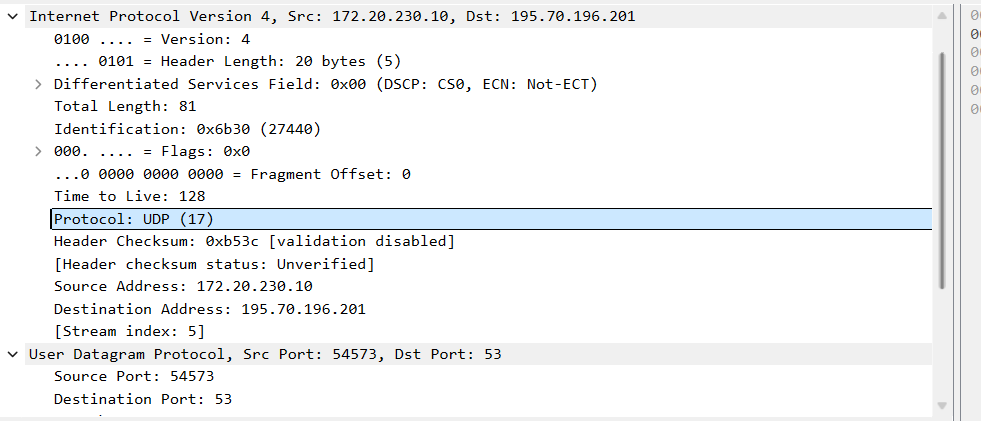 Internet Protocol Version 4, Src: 172.20.230.10, Dst: 195.70.196.201
0100 .... = Version: 4
.... 0101 = Header Length: 20 bytes (5)
Differentiated Services Field: 0x00 (DSCP: CS0, ECN: Not-ECT)
Total Length: 81
Identification: 0x6b30 (27440)
000. .... = Flags: 0x0
...0 0000 0000 0000 = Fragment Offset: 0
Time to Live: 128
Protocol: UDP (17)
Header Checksum: 0xb53c [validation disabled]
[Header checksum status: Unverified]
Source Address: 172.20.230.10
Destination Address: 195.70.196.201
[Stream index: 5]
User Datagram Protocol, Src Port: 54573, Dst Port: 53
Source Port: 54573
Destination Port: 53